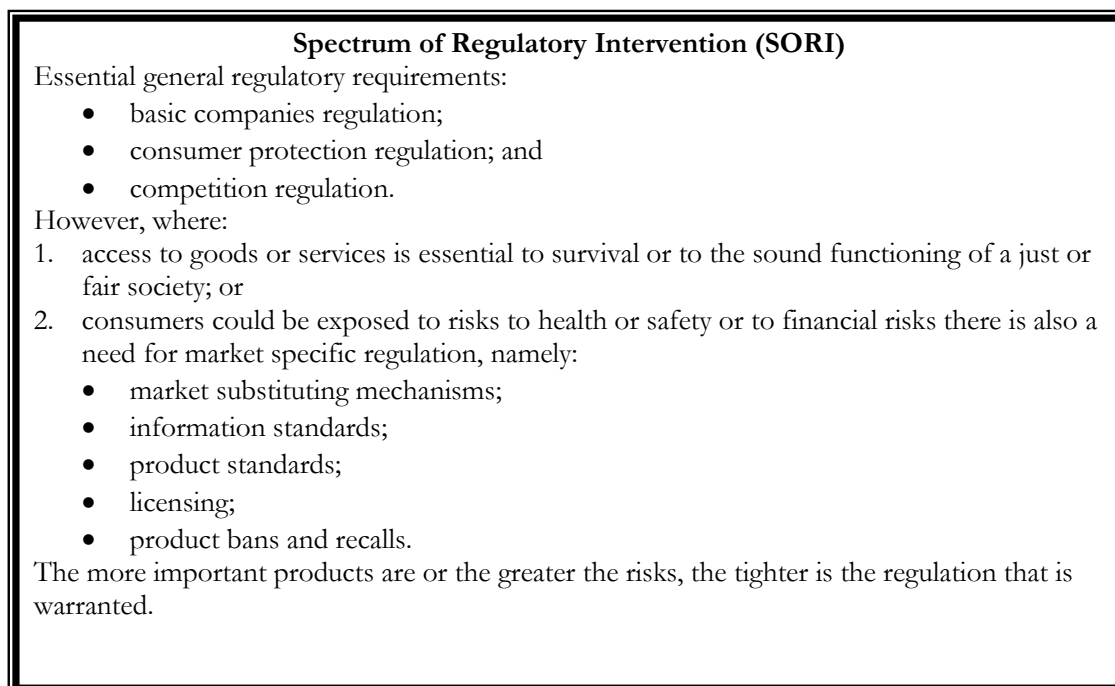 Spectrum of Regulatory Intervention (SORI)
Essential general regulatory requirements:
• basic companies regulation;
• consumer protection regulation; and
• competition regulation.
However, where:
1. access to goods or services is essential to survival or to the sound functioning of a just or
fair society; or
2. consumers could be exposed to risks to health or safety or to financial risks there is also a
need for market specific regulation, namely:
• market substituting mechanisms;
• information standards;
• product standards;
• licensing;
• product bans and recalls.
The more important products are or the greater the risks, the tighter is the regulation that is
warranted.